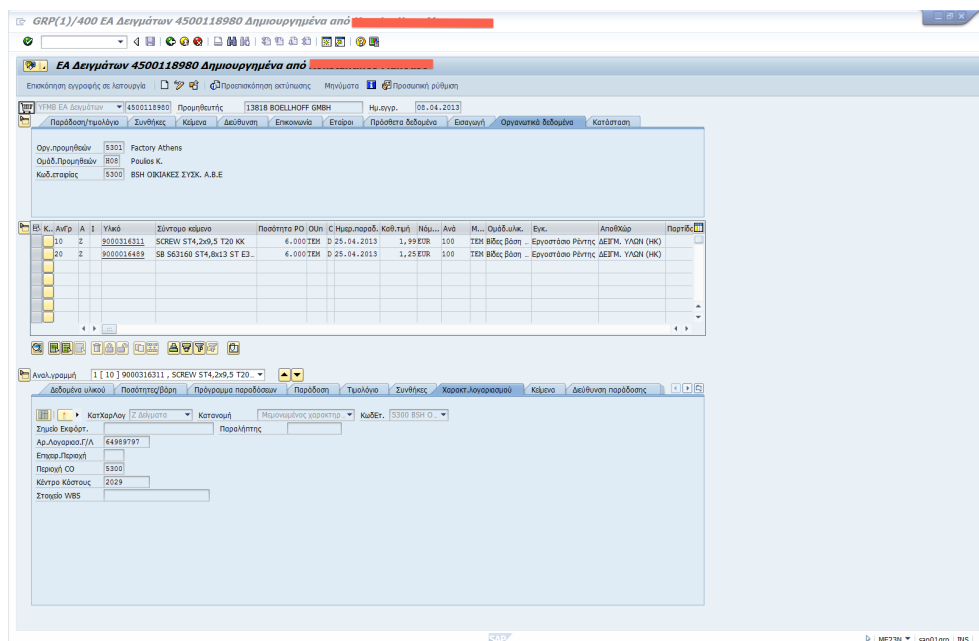 GRP(1)/400 ΕΑ Δειγμάτων 4500118980 Δημιουργημένα από
ΕΑ Δειγμάτων 4500118980 Δημιουργημένα από
Επισκόπηση εγγραφής σε λειτουργία Προεπισκόπηση εκτύπωσης Μηνύματα Προσωπική ρύθμιση
YFMB ΕΑ Δειγμάτων 4500118980 Προμηθευτής 13818 BOELLHOFF GMBH Ημ.εγγρ. 08.04.2013
Παράδοση/τιμολόγιο Συνθήκες Κείμενα Διεύθυνση Επικοινωνία Εταίροι Πρόσθετα δεδομένα Εισαγωγή Οργανωτικά δεδομένα Κατάσταση
Οργ.προμηθειών 5301 Factory Athens
Ομάδ.Προμηθειών H08 Poulios K.
Κωδ.εταιρίας 5300 BSH ΟΙΚΙΑΚΕΣ ΣΥΣΚ. Α.Β.Ε
Κ.. ΑνΓρ A I Υλικό Σύντομο κείμενο Ποσότητα PO OUn C Ημερ.παραδ. Καθ.τιμή Νόμ... Ανά Μ... Ομάδ.υλικ. Εγκ. ΑποθΧώρ Παρτίδα
10 Z 9000316311 SCREW ST4,2x9,5 T20 KK 6.000 TEM D 25.04.2013 1,99 EUR 100 TEM Βίδες βάση .. Εργοστάσιο Ρέντης ΔΕΙΓΜ. ΥΛΩΝ (ΗΚ)
20 Z 9000016489 SB S63160 ST4,8x13 ST E3.. 6.000 TEM D 25.04.2013 1,25 EUR 100 TEM Βίδες βάση .. Εργοστάσιο Ρέντης ΔΕΙΓΜ. ΥΛΩΝ (ΗΚ)
Αναλ.γραμμή 1 [ 10 ] 9000316311 , SCREW ST4,2x9,5 T20..
Δεδομένα υλικού Ποσότητες/βάρη Πρόγραμμα παραδόσεων Παράδοση Τιμολόγιο Συνθήκες Χαρακτ.λογαριασμού Κείμενα Διεύθυνση παράδοσης
ΚατΧαρΛογ Z Δείγματα Κατανομή Μεμονωμένος χαρακτηρ.. ΚωδΕτ. 5300 BSH Ο..
Σημείο Εκφόρτ. Παραλήπτης
Αρ.Λογαριασ.Γ/Λ 64989797
Επιχειρ.Περιοχή
Περιοχή CO 5300
Κέντρο Κόστους 2029
Στοιχείο WBS
SAP
ME23N sap01grp INS